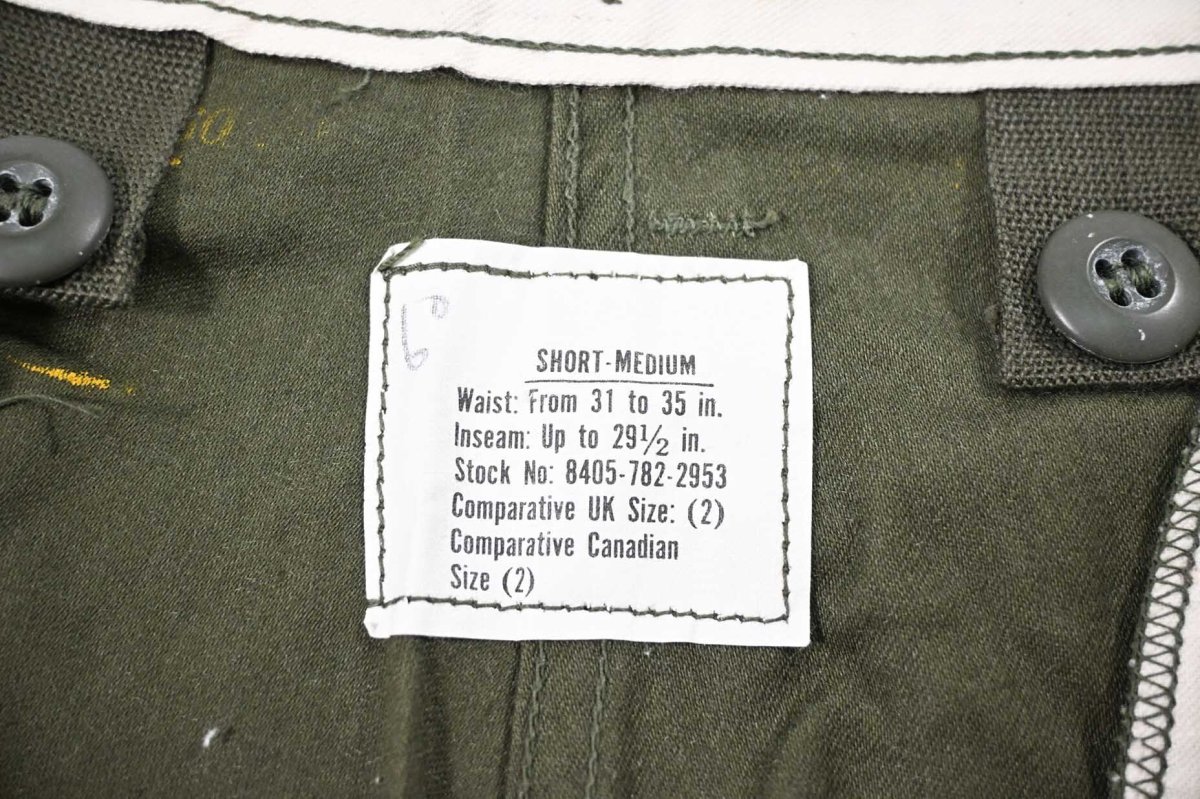 SHORT-MEDIUM
Waist: From 31 to 35 in.
Inseam: Up to 29½ in.
Stock No: 8405-782-2953
Comparative UK Size: (2)
Comparative Canadian
Size (2)